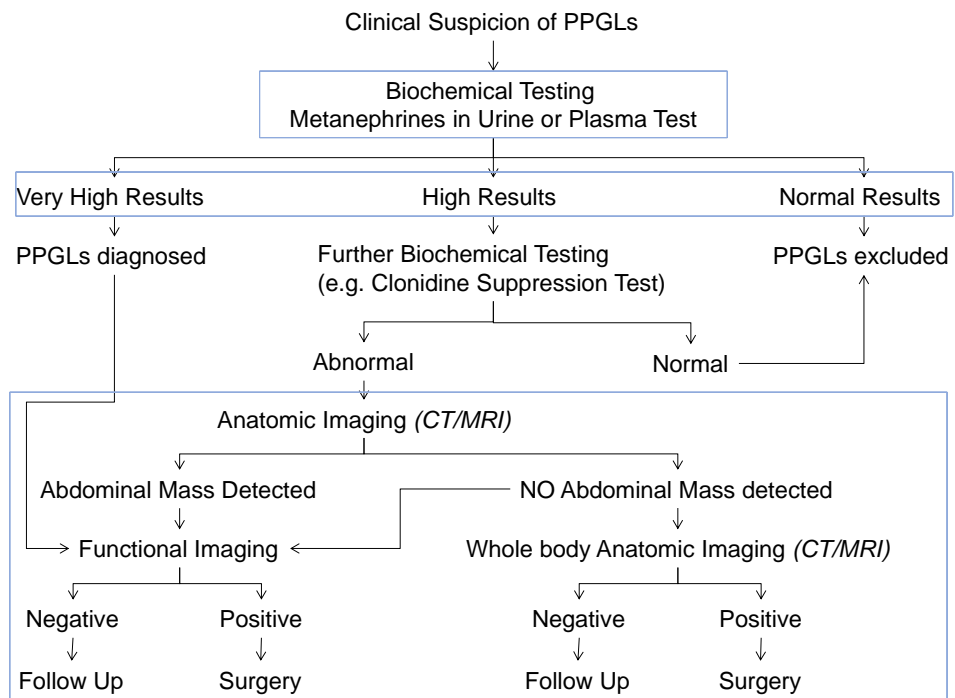 Clinical Suspicion of PPGLs
Biochemical Testing
Metanephrines in Urine or Plasma Test
Very High Results
High Results
Normal Results
PPGLs diagnosed
Further Biochemical Testing
(e.g. Clonidine Suppression Test)
PPGLs excluded
Abnormal
Normal
Anatomic Imaging (CT/MRI)
Abdominal Mass Detected
NO Abdominal Mass detected
Functional Imaging
Whole body Anatomic Imaging (CT/MRI)
Negative
Positive
Negative
Positive
Follow Up
Surgery
Follow Up
Surgery